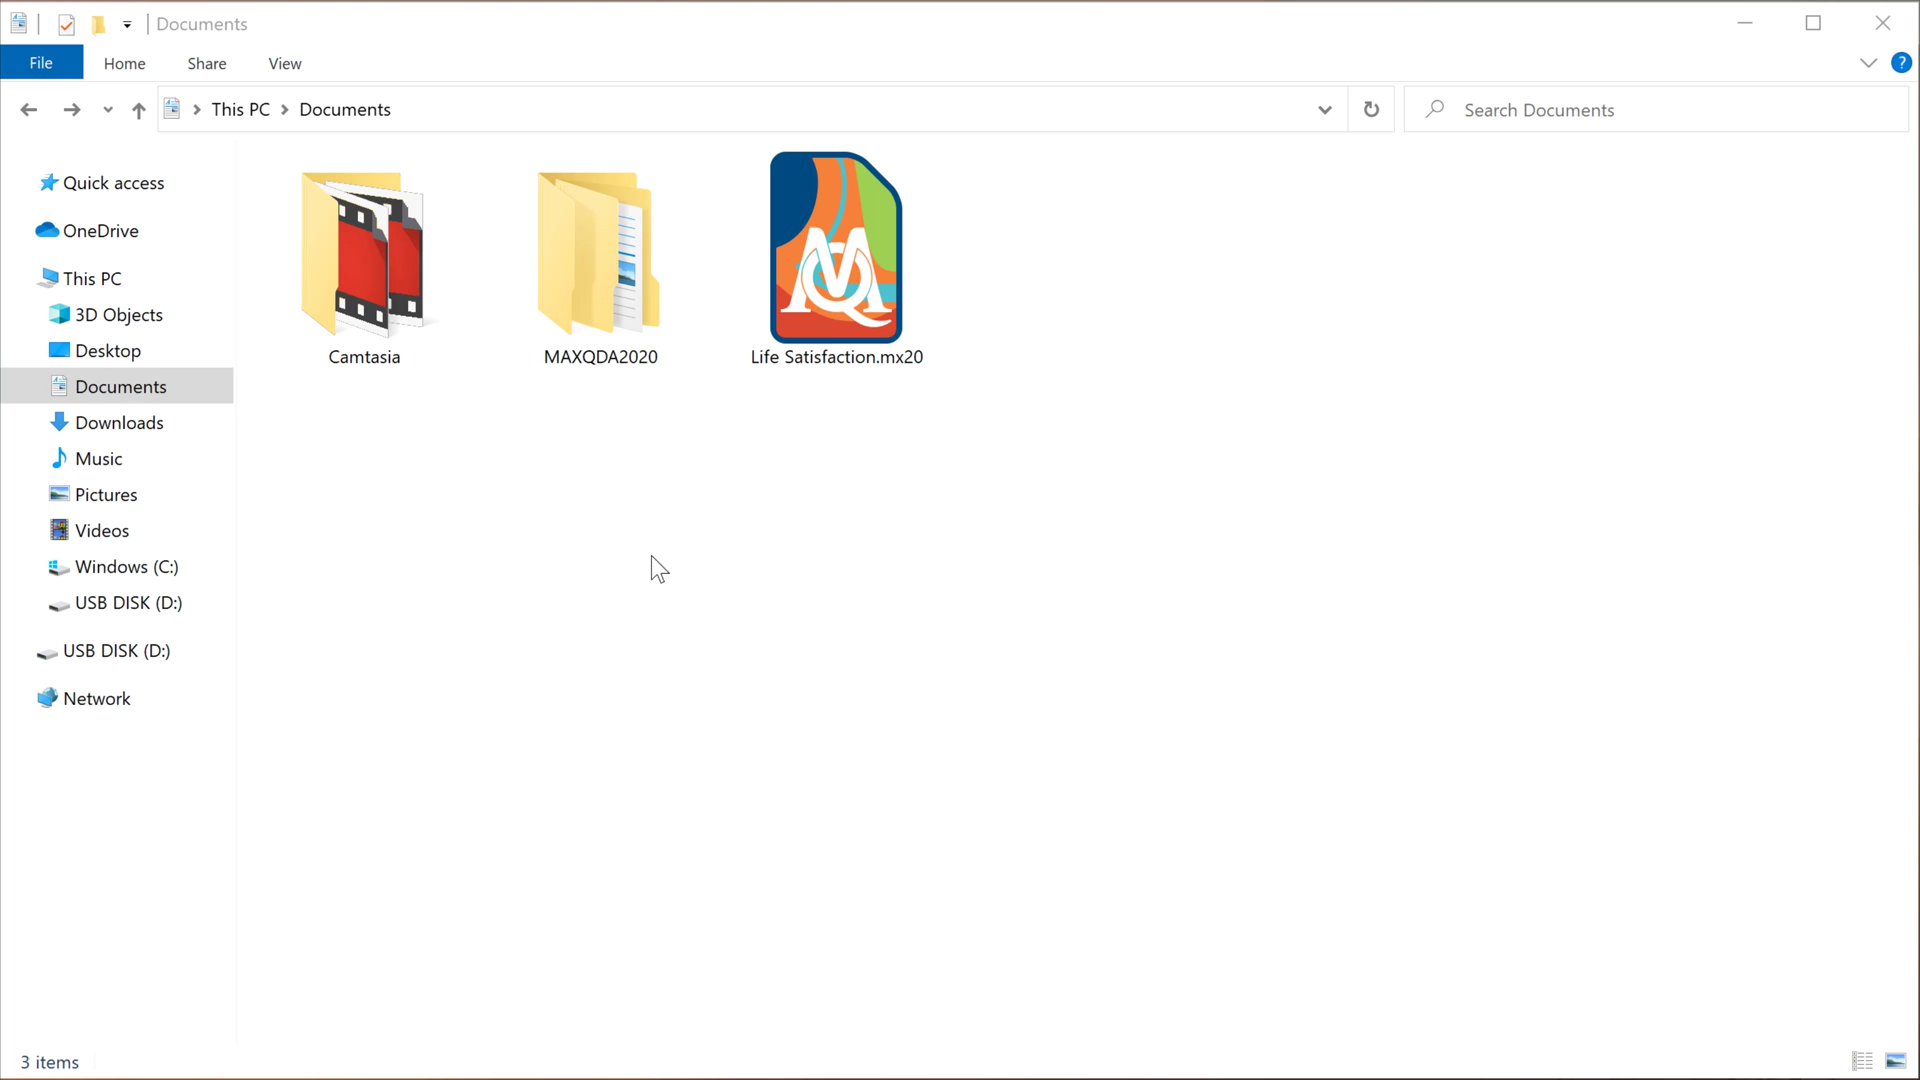 Documents
File Home Share View
?
This PC Documents
Search Documents
Quick access
OneDrive
This PC
3D Objects
Desktop
Documents
Downloads
Music
Pictures
Videos
Windows (C:)
USB DISK (D:)
USB DISK (D:)
Network
Camtasia
MAXQDA2020
Life Satisfaction.mx20
3 items